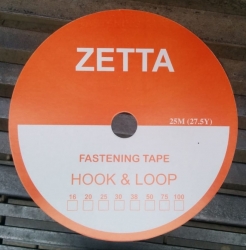 ZETTA
25M (27.5Y)
FASTENING TAPE
HOOK & LOOP
16 20 25 30 38 50 75 100